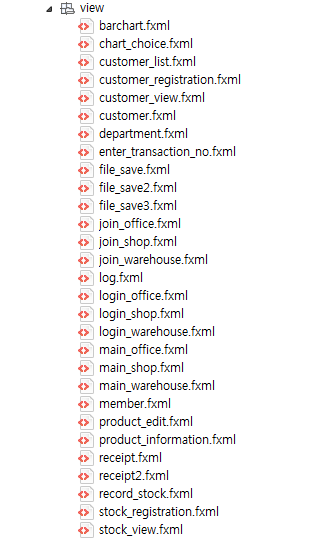 view
barchart.fxml
chart_choice.fxml
customer_list.fxml
customer_registration.fxml
customer_view.fxml
customer.fxml
department.fxml
enter_transaction_no.fxml
file_save.fxml
file_save2.fxml
file_save3.fxml
join_office.fxml
join_shop.fxml
join_warehouse.fxml
log.fxml
login_office.fxml
login_shop.fxml
login_warehouse.fxml
main_office.fxml
main_shop.fxml
main_warehouse.fxml
member.fxml
product_edit.fxml
product_information.fxml
receipt.fxml
receipt2.fxml
record_stock.fxml
stock_registration.fxml
stock_view.fxml